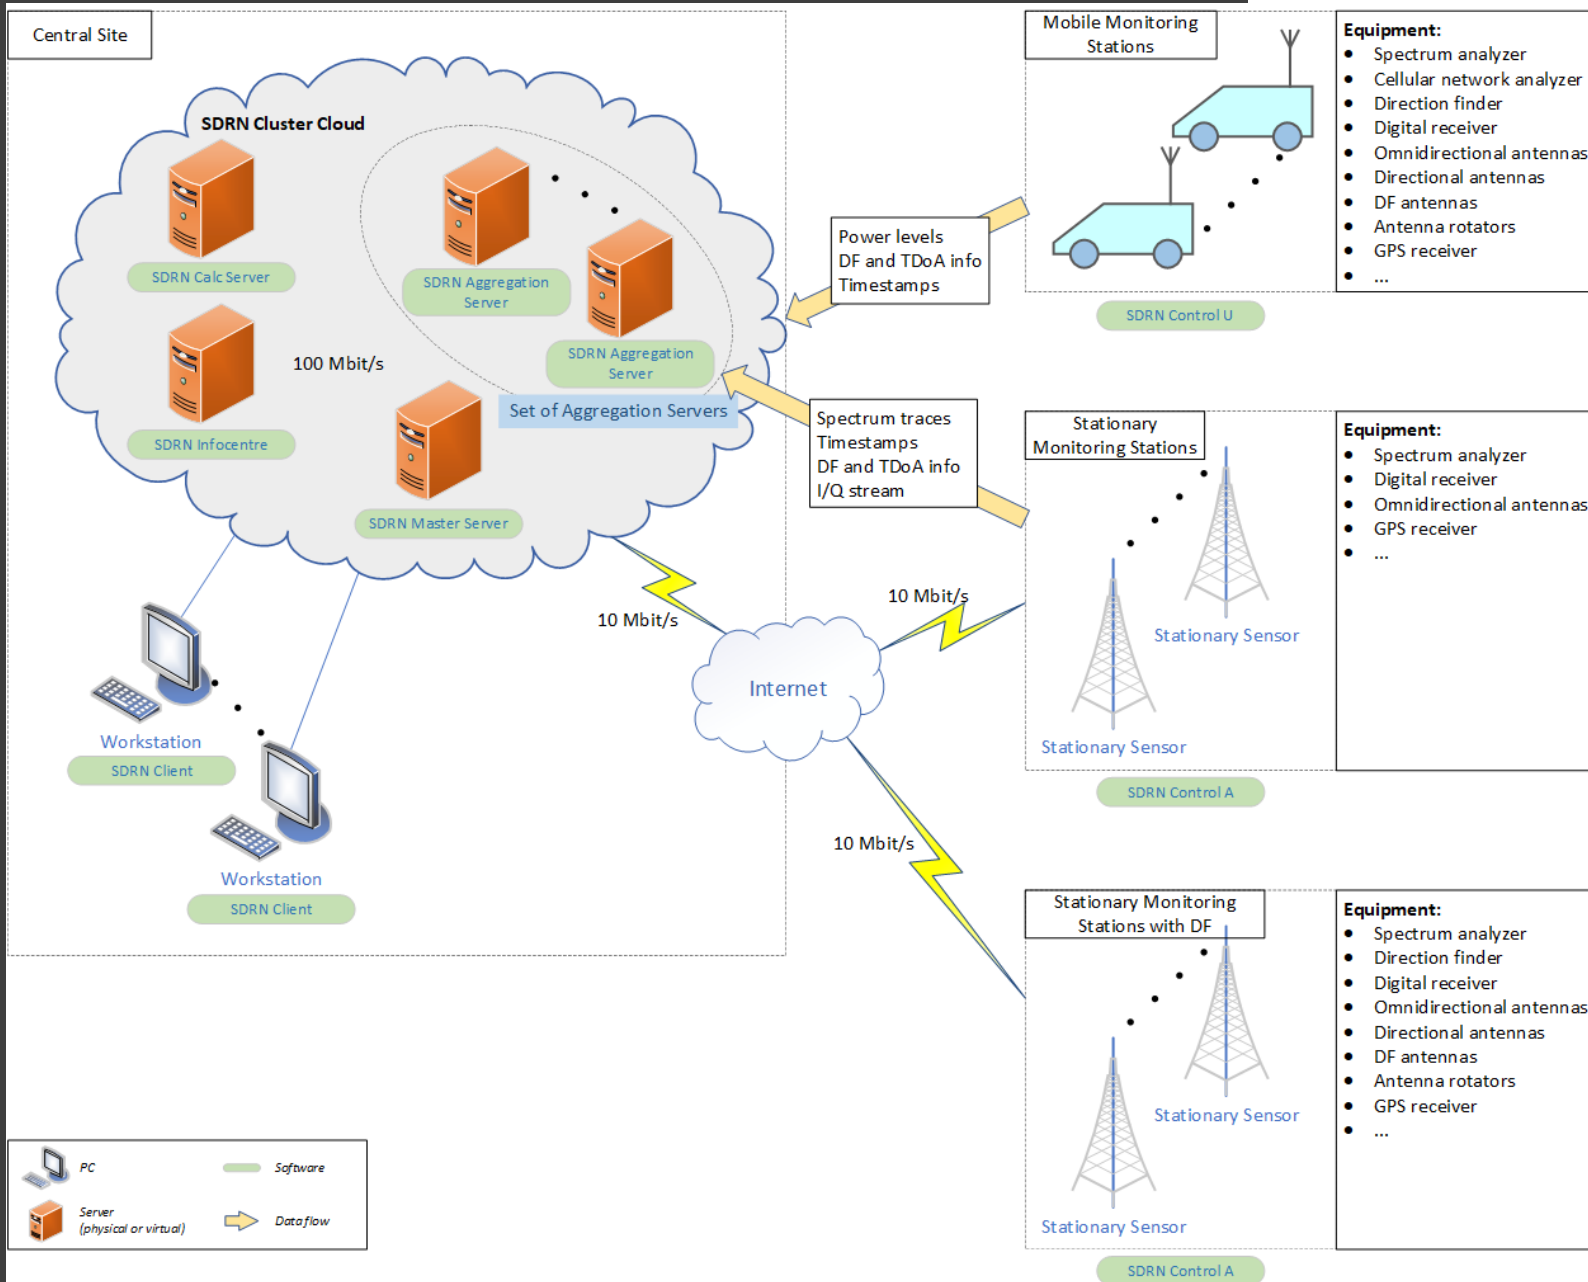 Central Site
SDRN Cluster Cloud
SDRN Calc Server
SDRN Aggregation
Server
SDRN Aggregation
Server
Set of Aggregation Servers
SDRN Infocentre
100 Mbit/s
SDRN Master Server
Workstation
SDRN Client
Workstation
SDRN Client
10 Mbit/s
Internet
10 Mbit/s
10 Mbit/s
Power levels
DF and TDoA info
Timestamps
Spectrum traces
Timestamps
DF and TDoA info
I/Q stream
Mobile Monitoring
Stations
SDRN Control U
Equipment:
• Spectrum analyzer
• Cellular network analyzer
• Direction finder
• Digital receiver
• Omnidirectional antennas
• Directional antennas
• DF antennas
• Antenna rotators
• GPS receiver
• ...
Stationary
Monitoring Stations
Stationary Sensor
Stationary Sensor
SDRN Control A
Equipment:
• Spectrum analyzer
• Digital receiver
• Omnidirectional antennas
• GPS receiver
• ...
Stationary Monitoring
Stations with DF
Stationary Sensor
Stationary Sensor
SDRN Control A
Equipment:
• Spectrum analyzer
• Direction finder
• Digital receiver
• Omnidirectional antennas
• Directional antennas
• DF antennas
• Antenna rotators
• GPS receiver
• ...
PC
Software
Server
(physical or virtual)
Data flow